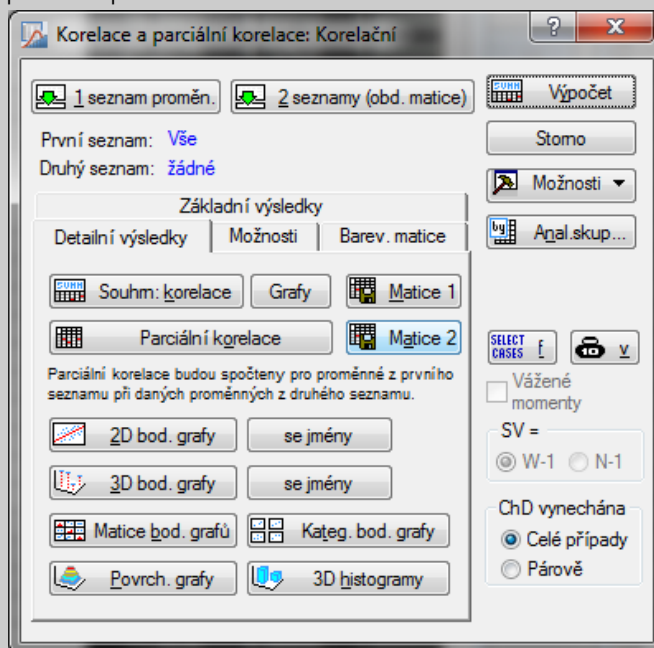 Korelace a parciální korelace: Korelační
1 seznam proměn.
2 seznamy (obd. matice)
První seznam: Vše
Druhý seznam: žádné
Základní výsledky
Detailní výsledky
Možnosti
Barev. matice
SUMM
Souhrn: korelace
Grafy
Matice 1
Parciální korelace
Matice 2
Parciální korelace budou spočteny pro proměnné z prvního
seznamu při daných proměnných z druhého seznamu.
2D bod. grafy
se jmény
3D bod. grafy
se jmény
Matice bod. grafů
Kateg. bod. grafy
Povrch. grafy
3D histogramy
SUMM
Výpočet
Storno
Možnosti
by
Anal.skup...
SELECT
CASES
f
v
Vážené
momenty
SV =
W-1
N-1
ChD vynechána
Celé případy
Párově